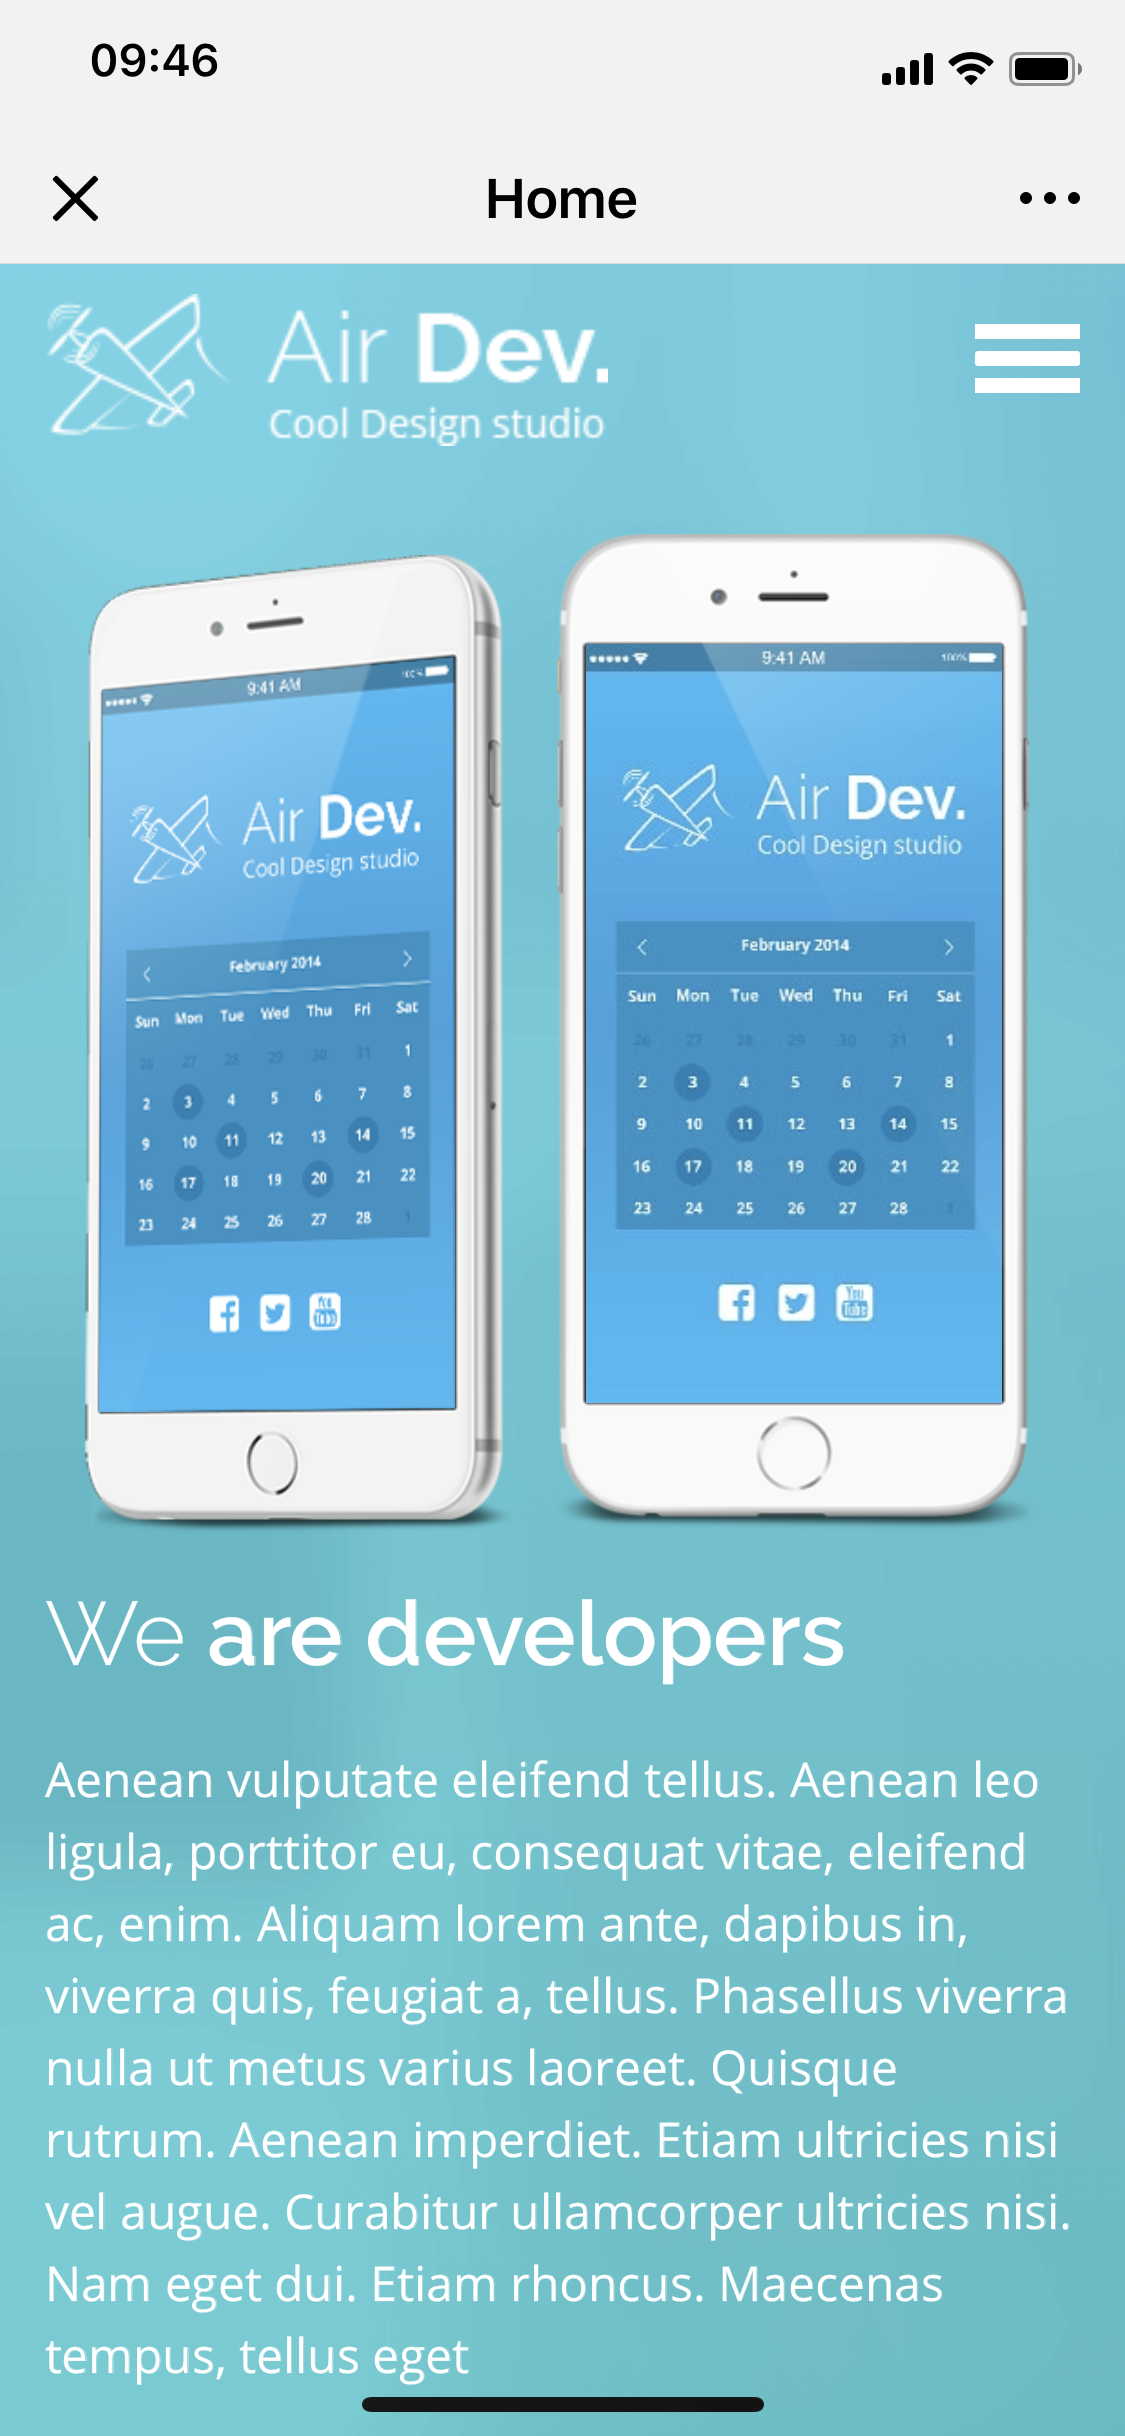 09:46
Home
Air Dev.
Cool Design studio
9:41 AM
Air Dev.
Cool Design studio
February 2014
Sun Mon Tue Wed Thu Fri Sat
26 27 28 29 30 31 1
2 3 4 5 6 7 8
9 10 11 12 13 14 15
16 17 18 19 20 21 22
23 24 25 26 27 28 1
You Tube
9:41 AM 100%
Air Dev.
Cool Design studio
February 2014
Sun Mon Tue Wed Thu Fri Sat
26 27 28 29 30 31 1
2 3 4 5 6 7 8
9 10 11 12 13 14 15
16 17 18 19 20 21 22
23 24 25 26 27 28 1
You Tube
We are developers
Aenean vulputate eleifend tellus. Aenean leo
ligula, porttitor eu, consequat vitae, eleifend
ac, enim. Aliquam lorem ante, dapibus in,
viverra quis, feugiat a, tellus. Phasellus viverra
nulla ut metus varius laoreet. Quisque
rutrum. Aenean imperdiet. Etiam ultricies nisi
vel augue. Curabitur ullamcorper ultricies nisi.
Nam eget dui. Etiam rhoncus. Maecenas
tempus, tellus eget